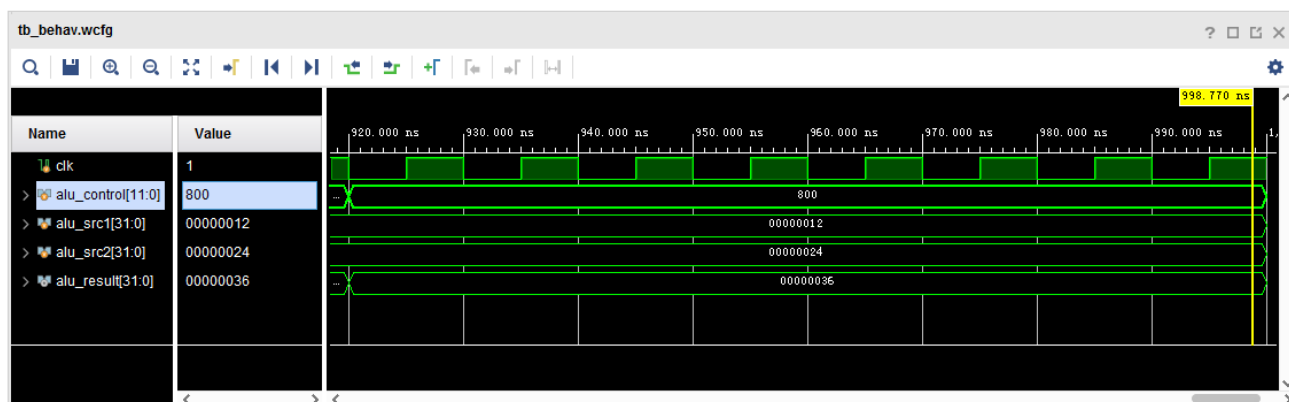 tb_behav.wcfg
998.770 ns
Name Value 920.000 ns 930.000 ns 940.000 ns 950.000 ns 960.000 ns 970.000 ns 980.000 ns 990.000 ns 1,
clk 1
alu_control[11:0] 800 ... 800
alu_src1[31:0] 00000012 00000012
alu_src2[31:0] 00000024 00000024
alu_result[31:0] 00000036 ... 00000036